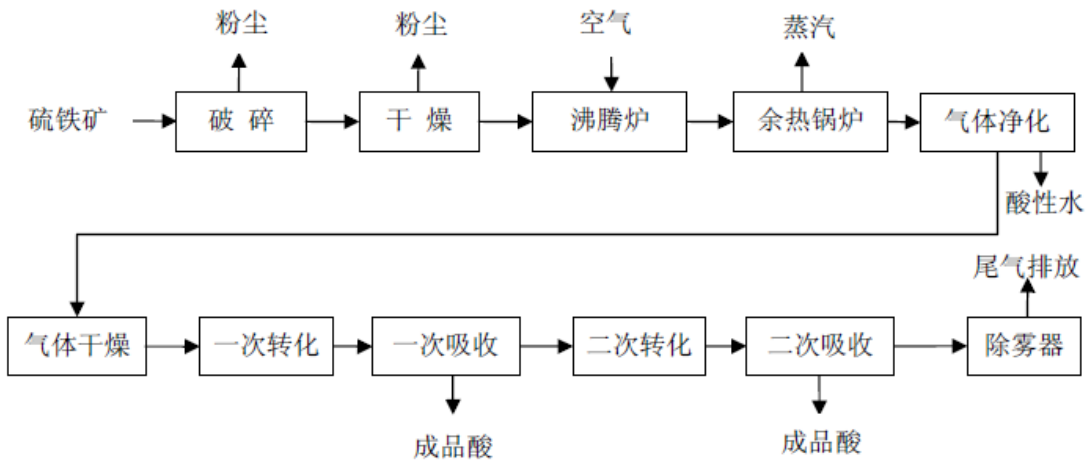 粉尘
粉尘
空气
蒸汽
硫铁矿
破 碎
干 燥
沸腾炉
余热锅炉
气体净化
酸性水
尾气排放
气体干燥
一次转化
一次吸收
二次转化
二次吸收
除雾器
成品酸
成品酸